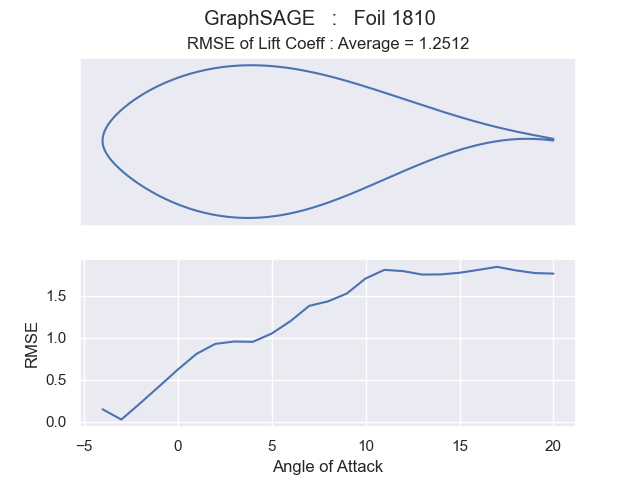 GraphSAGE   :   Foil 1810
RMSE of Lift Coeff : Average = 1.2512
RMSE
1.5
1.0
0.5
0.0
−5 0 5 10 15 20
Angle of Attack